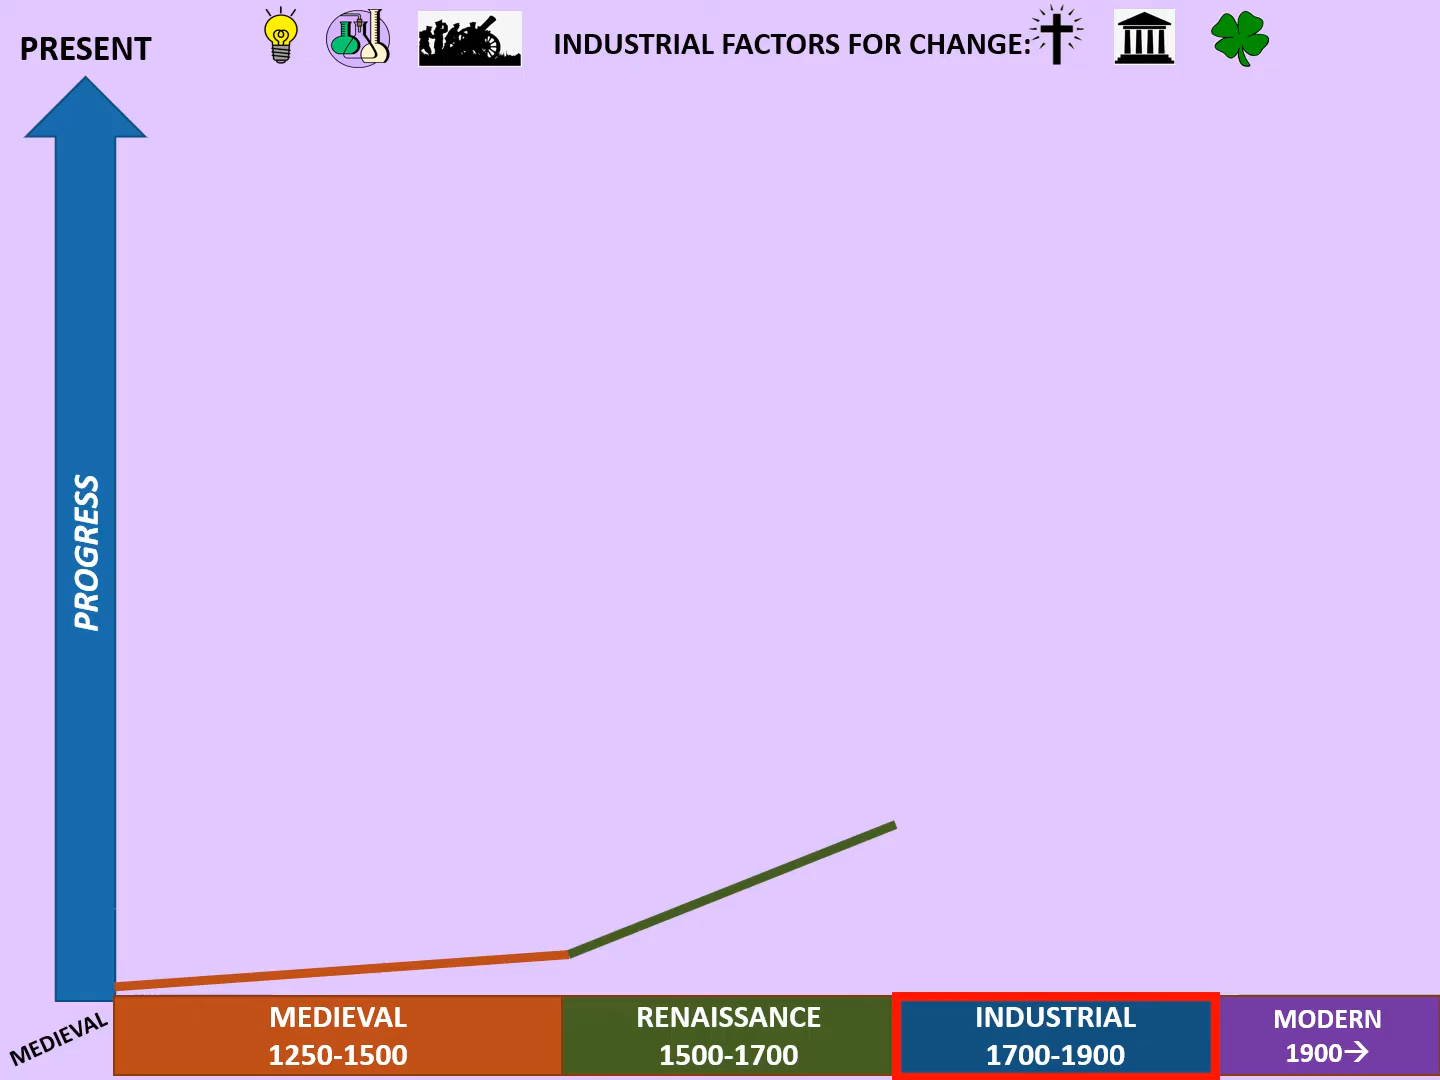 PRESENT
INDUSTRIAL FACTORS FOR CHANGE:
PROGRESS
MEDIEVAL
MEDIEVAL
1250-1500
RENAISSANCE
1500-1700
INDUSTRIAL
1700-1900
MODERN
1900→